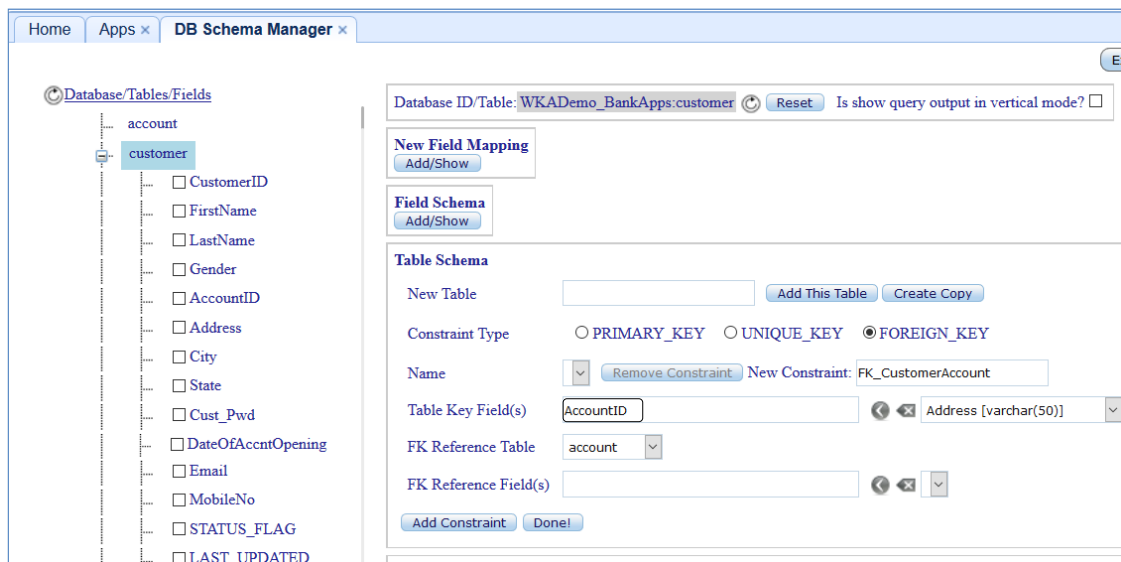 Home Apps × DB Schema Manager ×
Database/Tables/Fields
account
customer
CustomerID
FirstName
LastName
Gender
AccountID
Address
City
State
Cust_Pwd
DateOfAccntOpening
Email
MobileNo
STATUS_FLAG
LAST_UPDATED
Database ID/Table: WKADemo_BankApps:customer Reset Is show query output in vertical mode?
New Field Mapping
Add/Show
Field Schema
Add/Show
Table Schema
New Table Add This Table Create Copy
Constraint Type PRIMARY_KEY UNIQUE_KEY FOREIGN_KEY
Name Remove Constraint New Constraint: FK_CustomerAccount
Table Key Field(s) AccountID Address [varchar(50)]
FK Reference Table account
FK Reference Field(s)
Add Constraint Done!